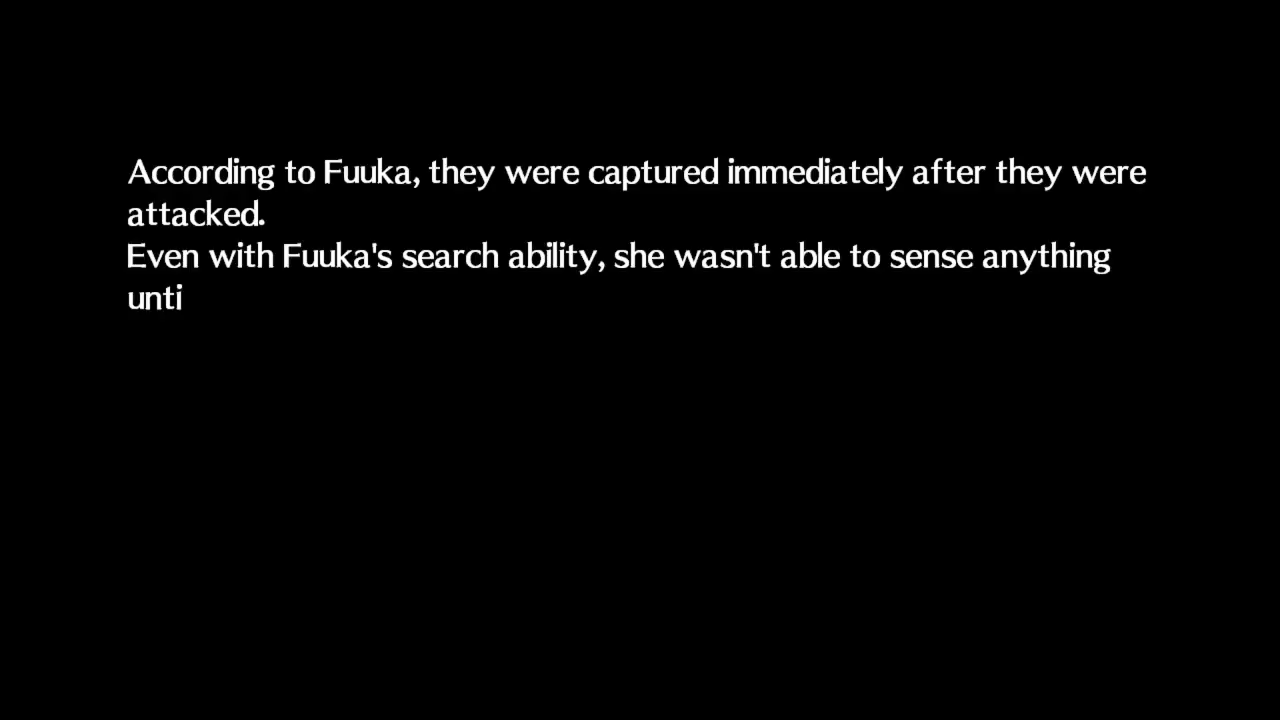 According to Fuuka, they were captured immediately after they were
attacked.
Even with Fuuka's search ability, she wasn't able to sense anything
unti